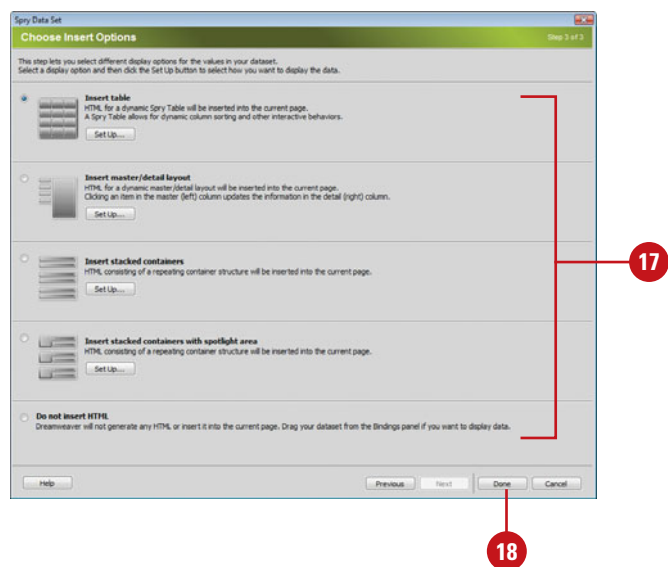 Spry Data Set
Choose Insert Options
Step 3 of 3
This step lets you select different display options for the values in your dataset.
Select a display option and then click the Set Up button to select how you want to display the data.
Insert table
HTML for a dynamic Spry Table will be inserted into the current page.
A Spry Table allows for dynamic column sorting and other interactive behaviors.
Set Up...
Insert master/detail layout
HTML for a dynamic master/detail layout will be inserted into the current page.
Clicking an item in the master (left) column updates the information in the detail (right) column.
Set Up...
17
Insert stacked containers
HTML consisting of a repeating container structure will be inserted into the current page.
Set Up...
Insert stacked containers with spotlight area
HTML consisting of a repeating container structure will be inserted into the current page.
Set Up...
Do not insert HTML
Dreamweaver will not generate any HTML or insert it into the current page. Drag your dataset from the Bindings panel if you want to display data.
Help
Previous
Next
Done
Cancel
18